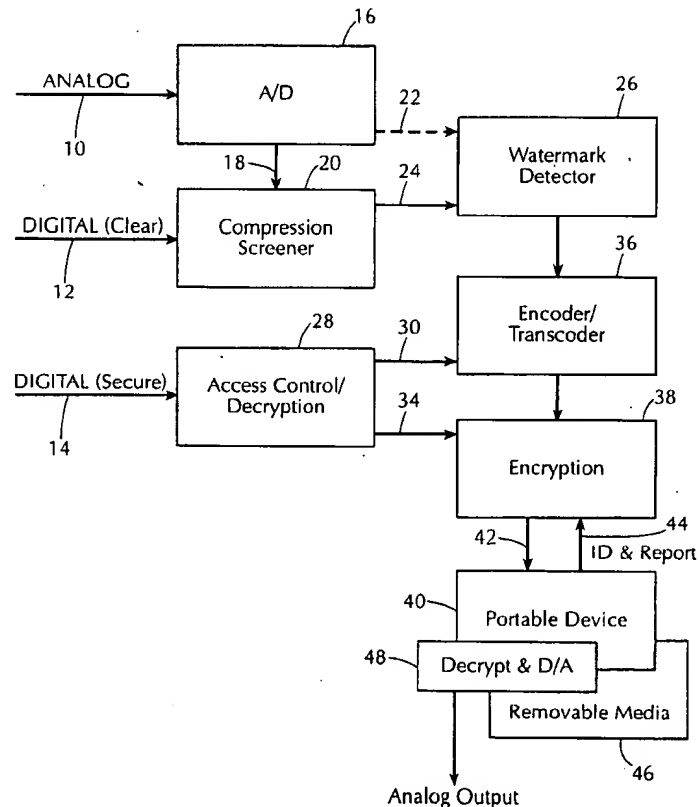 16
ANALOG
A/D
22
26
10
18
20
24
Watermark
Detector
DIGITAL (Clear)
Compression
Screener
12
36
28
30
Encoder/
Transcoder
DIGITAL (Secure)
Access Control/
Decryption
34
38
14
Encryption
42
44
ID & Report
40
Portable Device
48
Decrypt & D/A
Removable Media
46
Analog Output